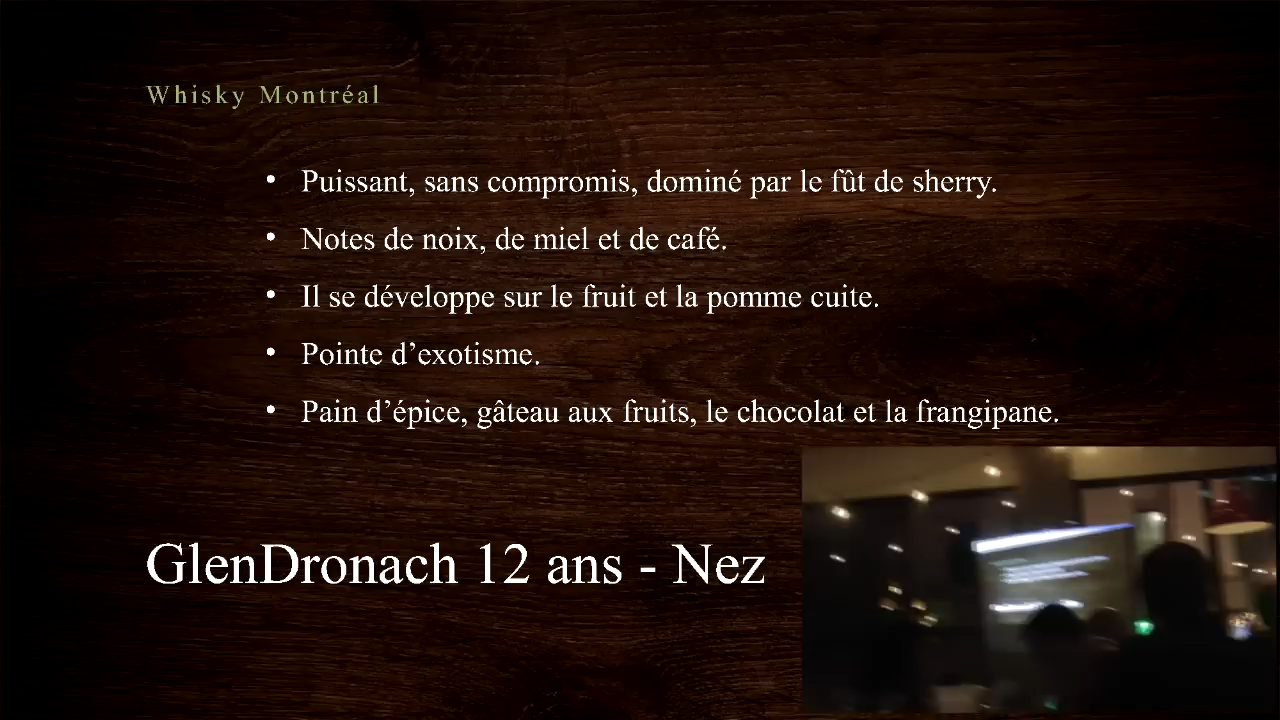 Whisky Montréal
• Puissant, sans compromis, dominé par le fût de sherry.
• Notes de noix, de miel et de café.
• Il se développe sur le fruit et la pomme cuite.
• Pointe d’exotisme.
• Pain d’épice, gâteau aux fruits, le chocolat et la frangipane.
GlenDronach 12 ans - Nez